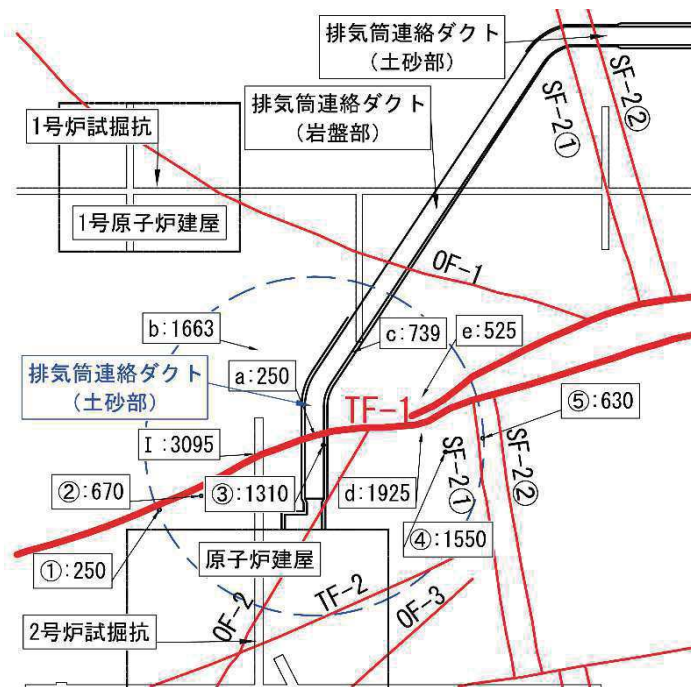 排気筒連絡ダクト
(土砂部)
排気筒連絡ダクト
(岩盤部)
SF-2①
SF-2②
1号炉試掘抗
1号原子炉建屋
OF-1
b:1663
c:739
e:525
排気筒連絡ダクト
(土砂部)
a:250
TF-1
⑤:630
I:3095
SF-2①
SF-2②
②:670
③:1310
d:1925
①:250
原子炉建屋
④:1550
OF-2
TF-2
OF-3
2号炉試掘抗